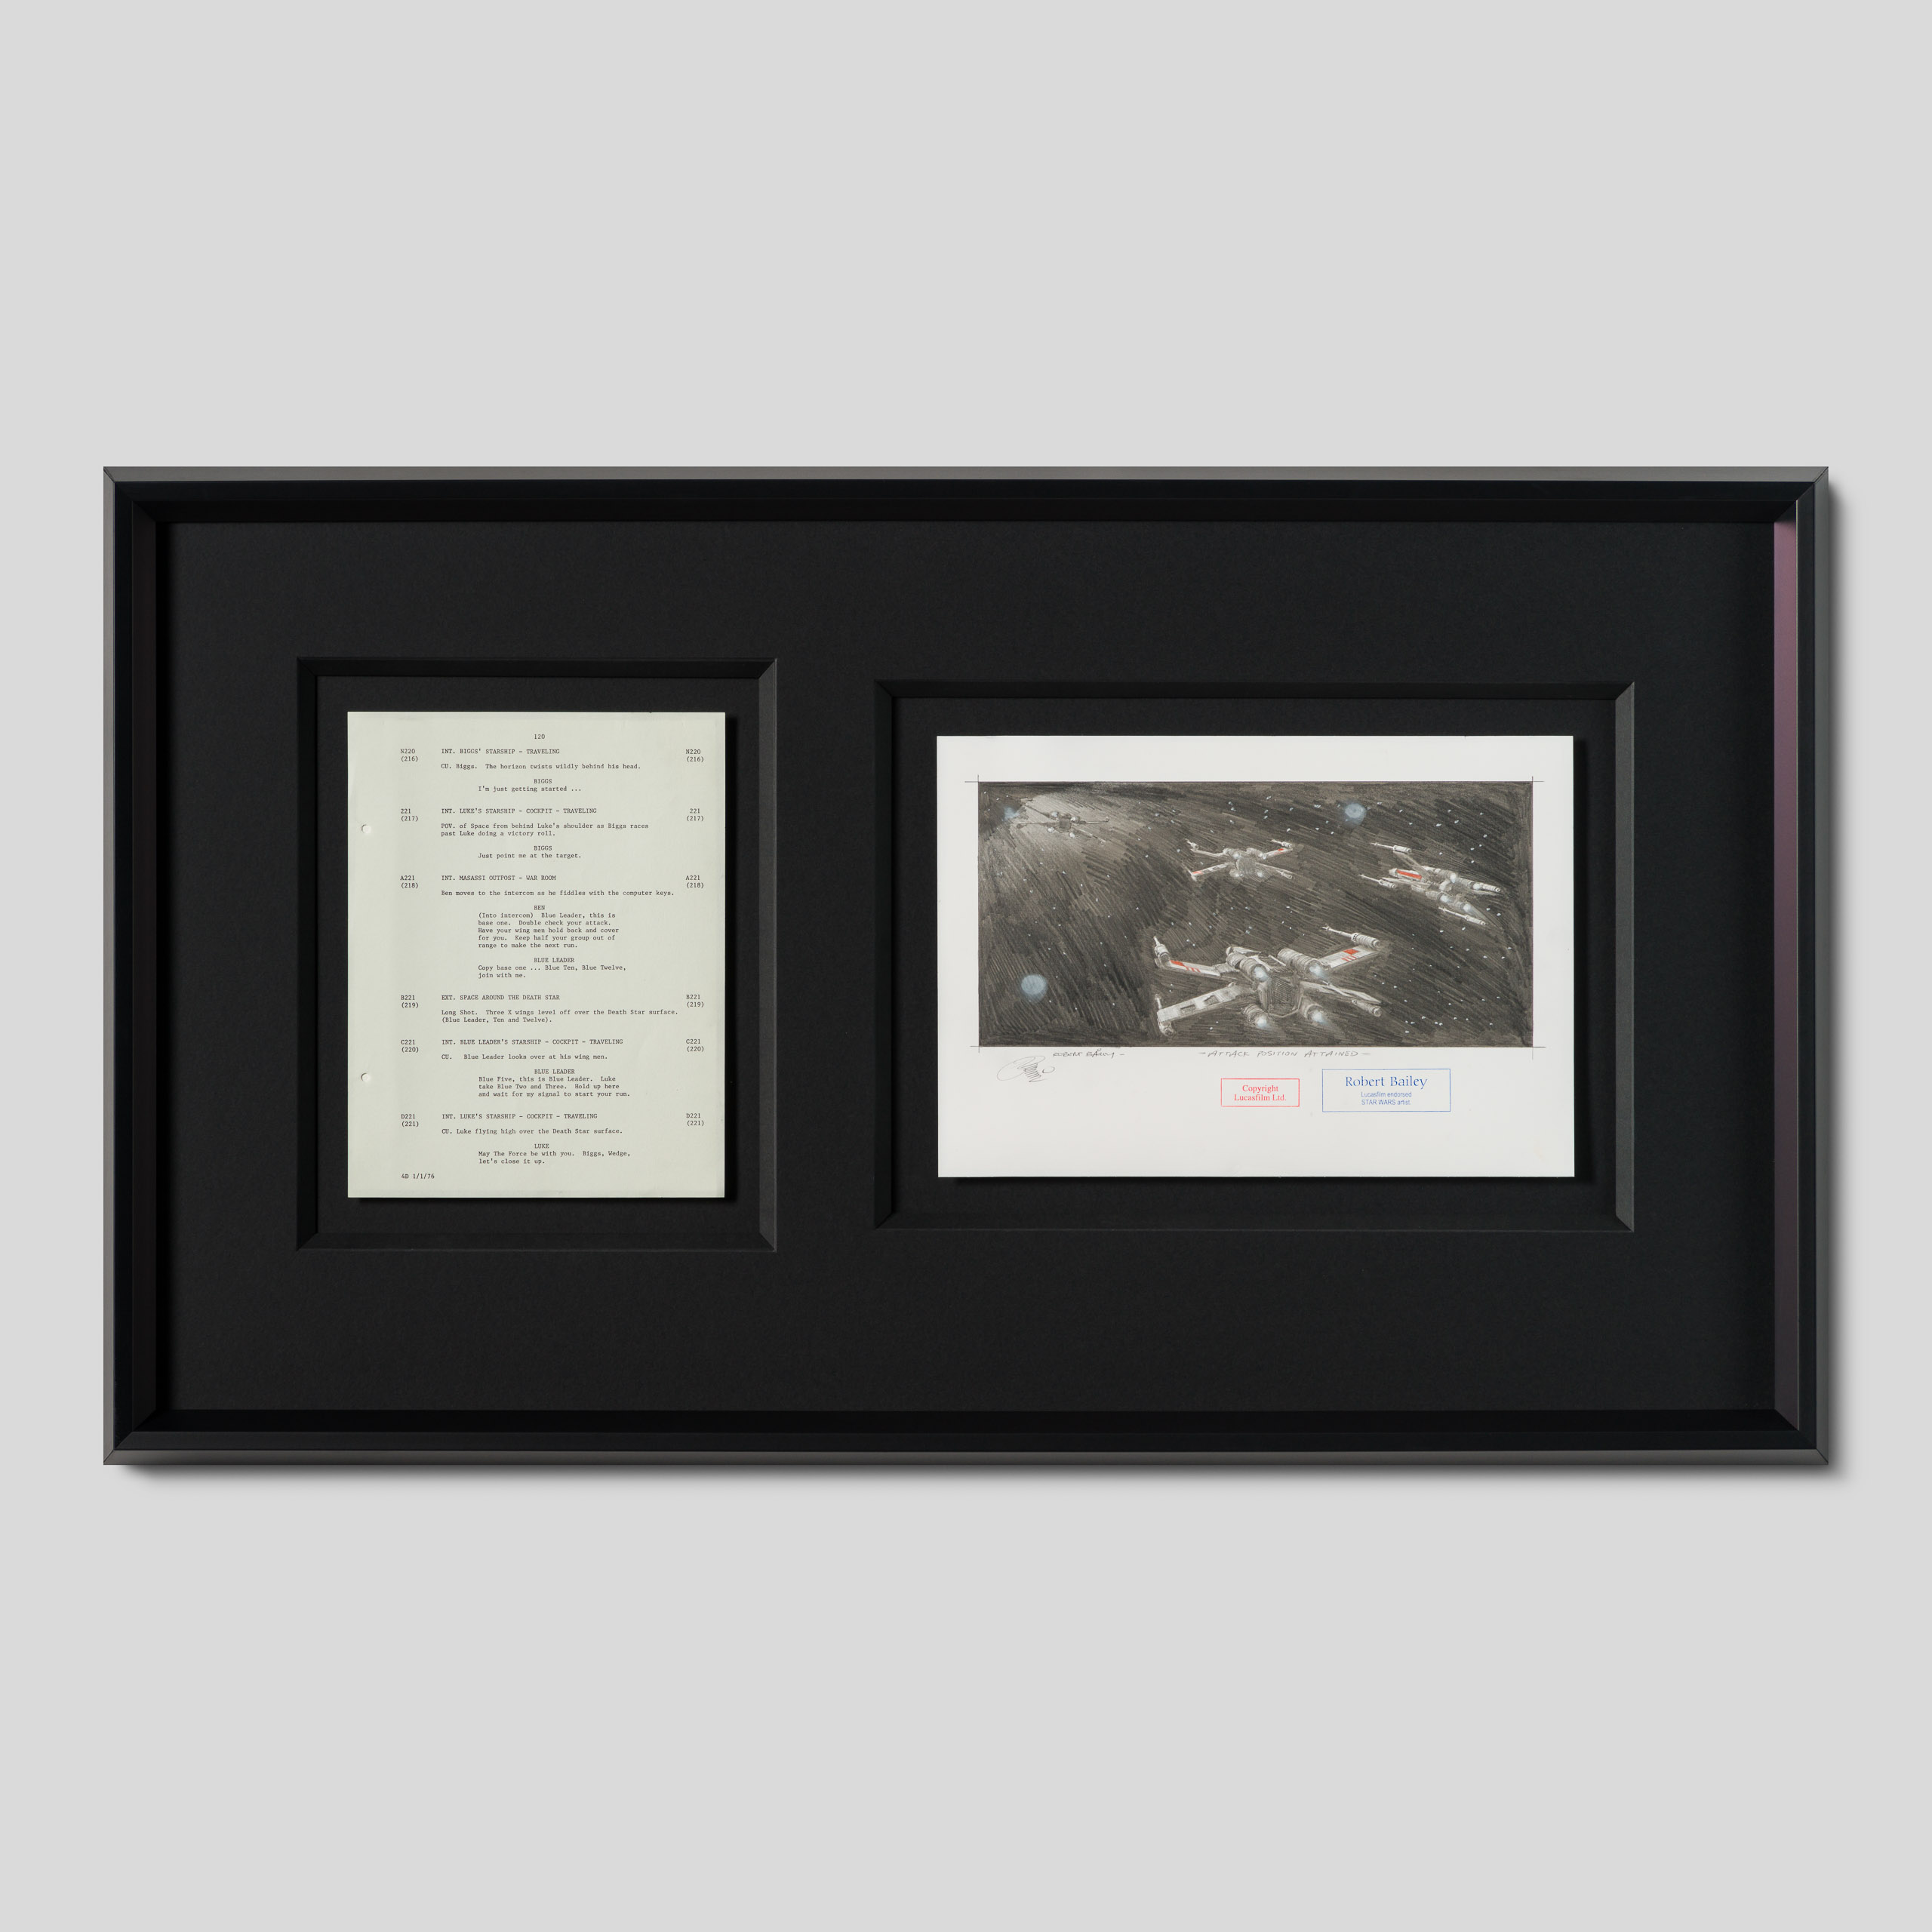 120
N220 INT. BIGGS' STARSHIP - TRAVELING N220
(216) (216)
CU. Biggs. The horizon twists wildly behind his head.
BIGGS
I'm just getting started ...
221 INT. LUKE'S STARSHIP - COCKPIT - TRAVELING 221
(217) (217)
POV. of Space from behind Luke's shoulder as Biggs races
past Luke doing a victory roll.
BIGGS
Just point me at the target.
A221 INT. MASASSI OUTPOST - WAR ROOM A221
(218) (218)
Ben moves to the intercom as he fiddles with the computer keys.
BEN
(Into intercom) Blue Leader, this is
base one. Double check your attack.
Have your wing men hold back and cover
for you. Keep half your group out of
range to make the next run.
BLUE LEADER
Copy base one ... Blue Ten, Blue Twelve,
join with me.
B221 EXT. SPACE AROUND THE DEATH STAR B221
(219) (219)
Long Shot. Three X wings level off over the Death Star surface.
(Blue Leader, Ten and Twelve).
C221 INT. BLUE LEADER'S STARSHIP - COCKPIT - TRAVELING C221
(220) (220)
CU. Blue Leader looks over at his wing men.
BLUE LEADER
Blue Five, this is Blue Leader. Luke
take Blue Two and Three. Hold up here
and wait for my signal to start your run.
D221 INT. LUKE'S STARSHIP - COCKPIT - TRAVELING D221
(221) (221)
CU. Luke flying high over the Death Star surface.
LUKE
May The Force be with you. Biggs, Wedge,
let's close it up.
4D 1/1/76
ROBERT BAILEY -
- ATTACK POSITION ATTAINED -
Copyright
Lucasfilm Ltd.
Robert Bailey
Lucasfilm endorsed
STAR WARS artist.